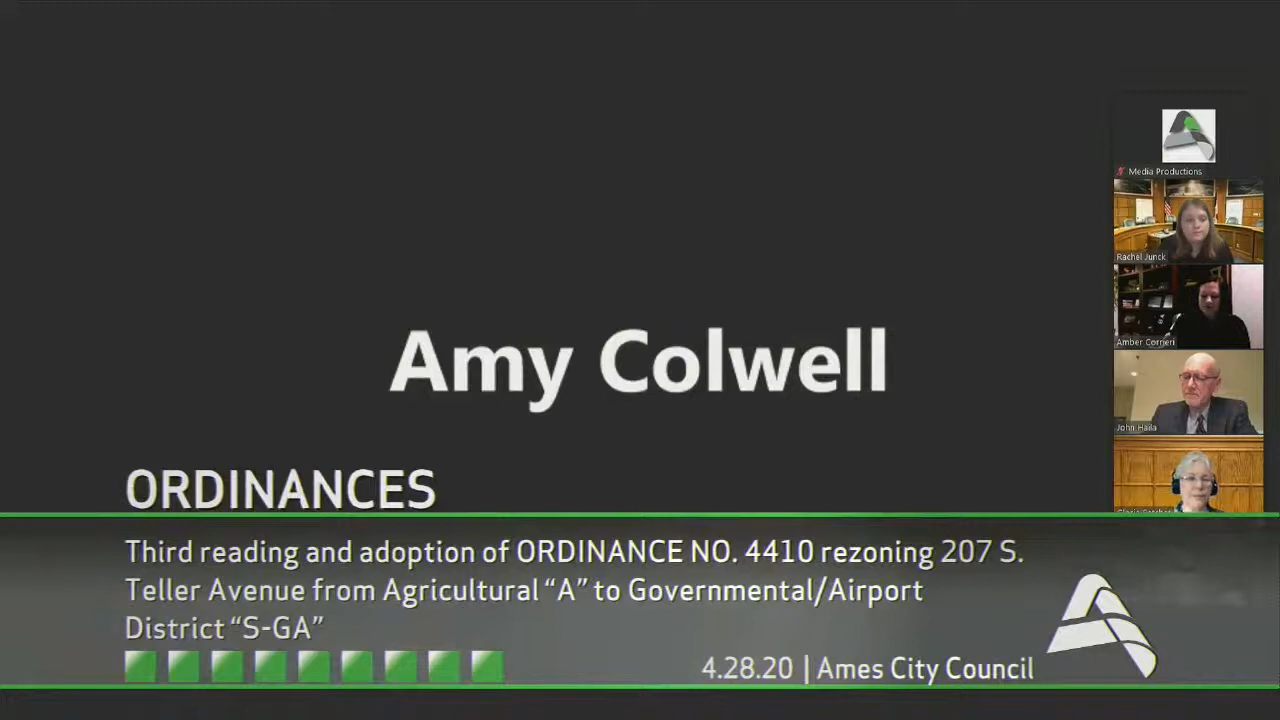 Media Productions
Rachel Junck
Amber Corrieri
John Haila
Amy Colwell
ORDINANCES
Third reading and adoption of ORDINANCE NO. 4410 rezoning 207 S.
Teller Avenue from Agricultural “A” to Governmental/Airport
District “S-GA”
4.28.20 | Ames City Council